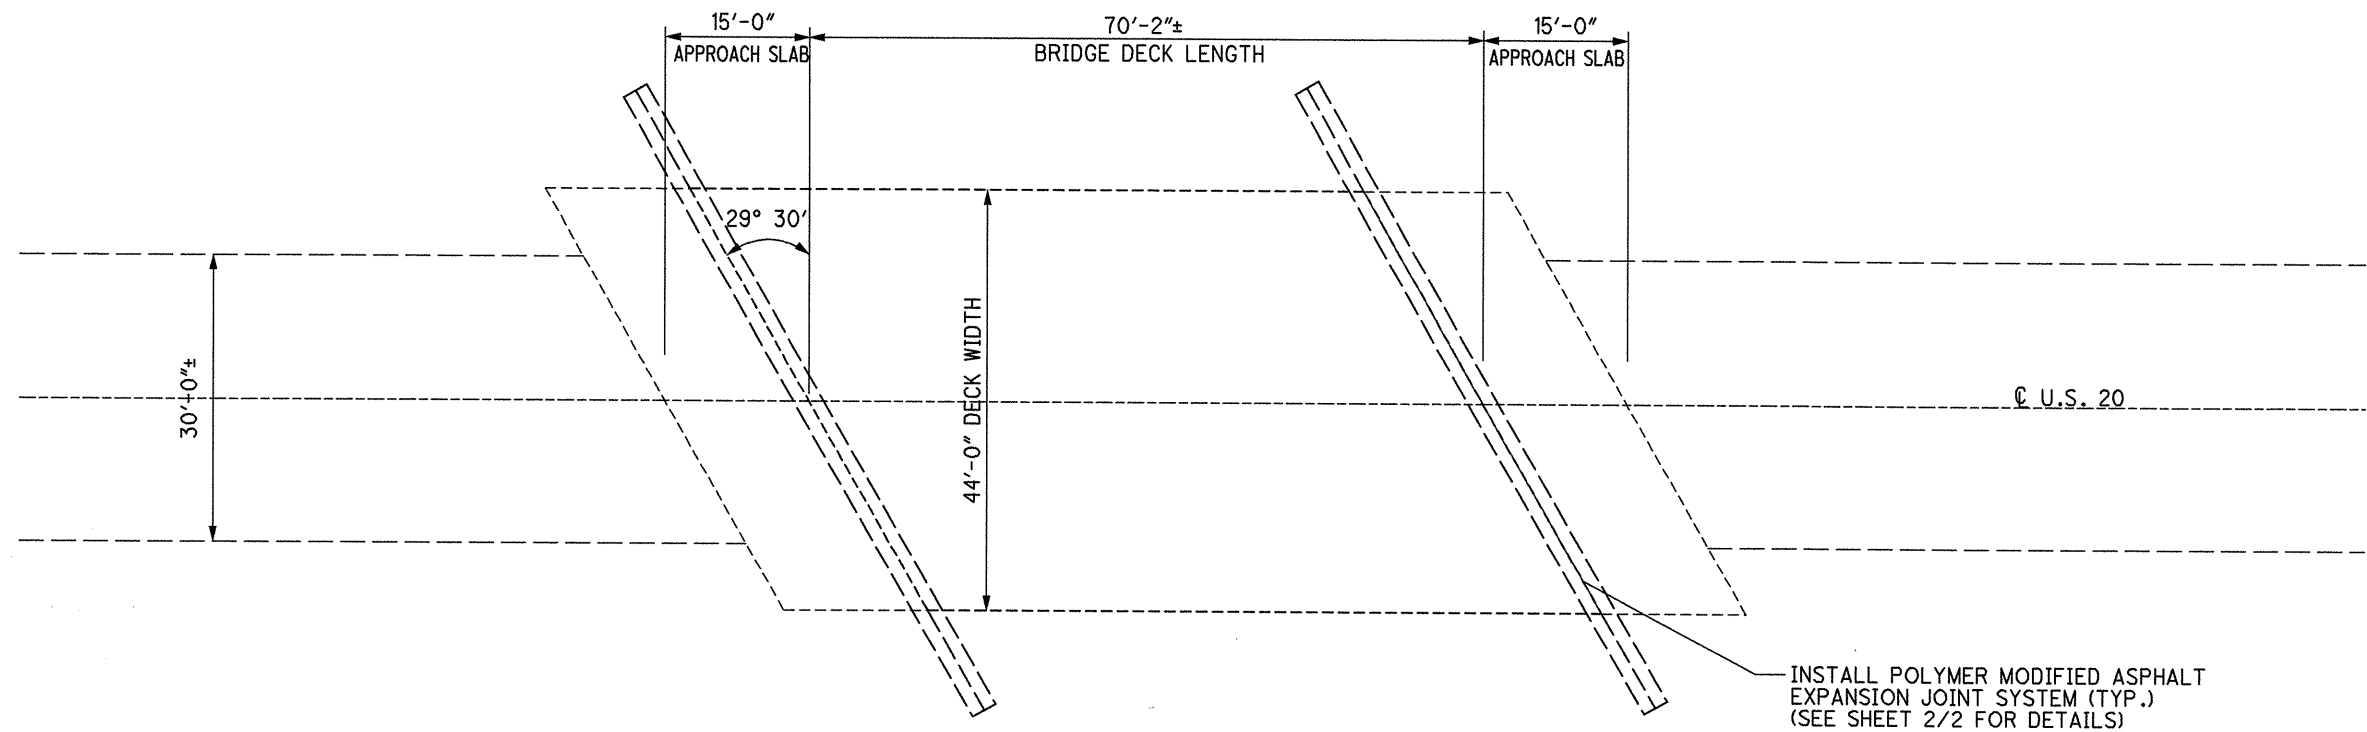 15'-0"
APPROACH SLAB
70'-2"±
BRIDGE DECK LENGTH
15'-0"
APPROACH SLAB
29° 30'
30'-0"±
44'-0" DECK WIDTH
℄ U.S. 20
INSTALL POLYMER MODIFIED ASPHALT
EXPANSION JOINT SYSTEM (TYP.)
(SEE SHEET 2/2 FOR DETAILS)